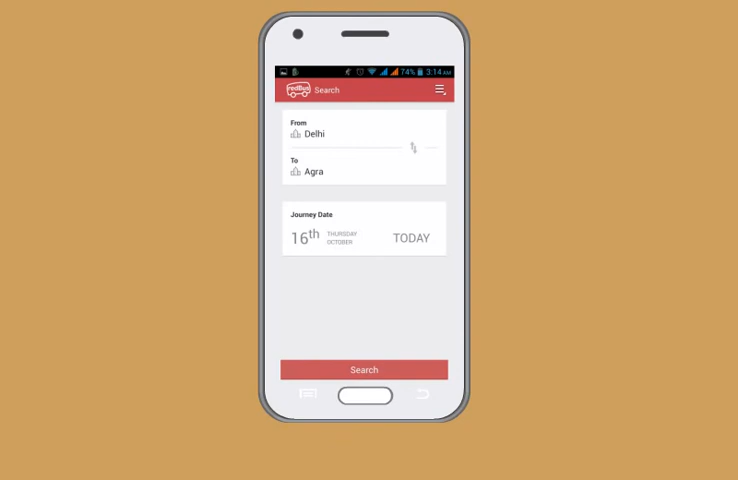 74% 3:14 AM
redBus Search
From
Delhi
To
Agra
Journey Date
16th THURSDAY OCTOBER TODAY
Search